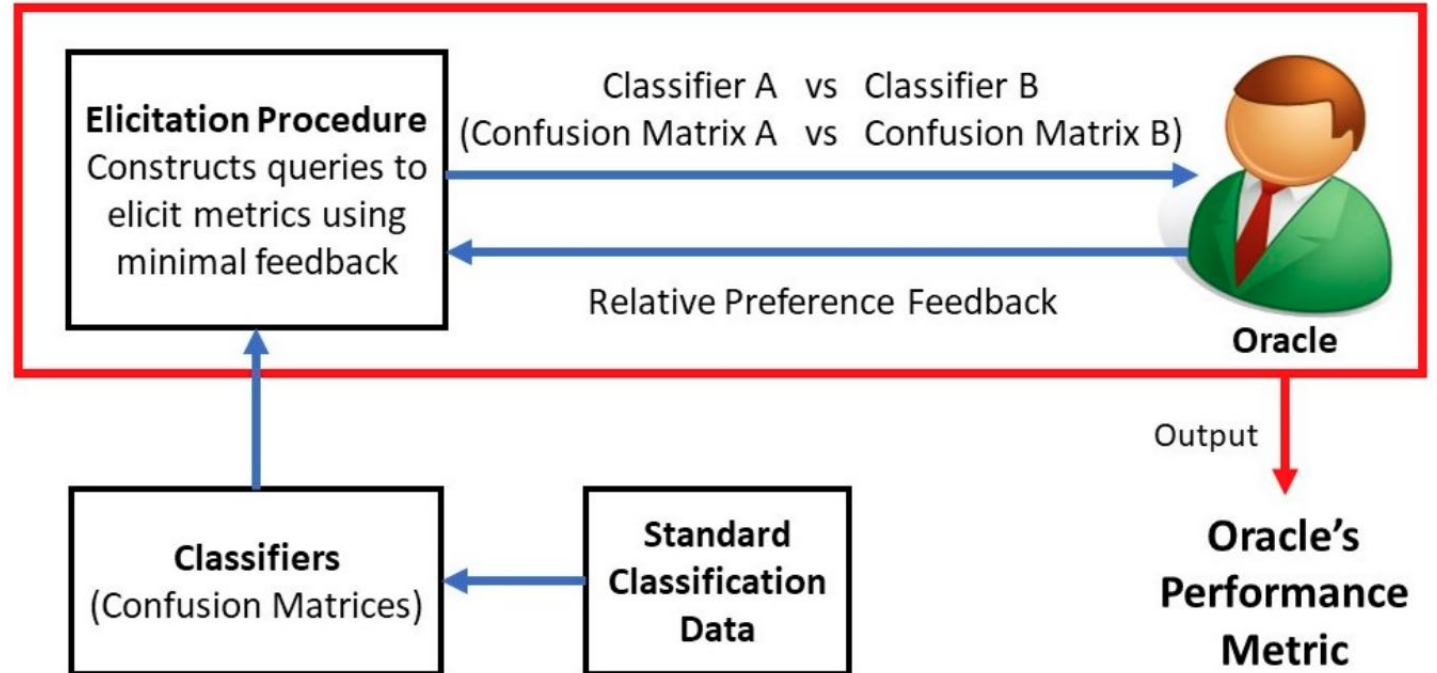 Elicitation Procedure
Constructs queries to
elicit metrics using
minimal feedback
Classifier A vs Classifier B
(Confusion Matrix A vs Confusion Matrix B)
Relative Preference Feedback
Oracle
Output
Classifiers
(Confusion Matrices)
Standard
Classification
Data
Oracle’s
Performance
Metric